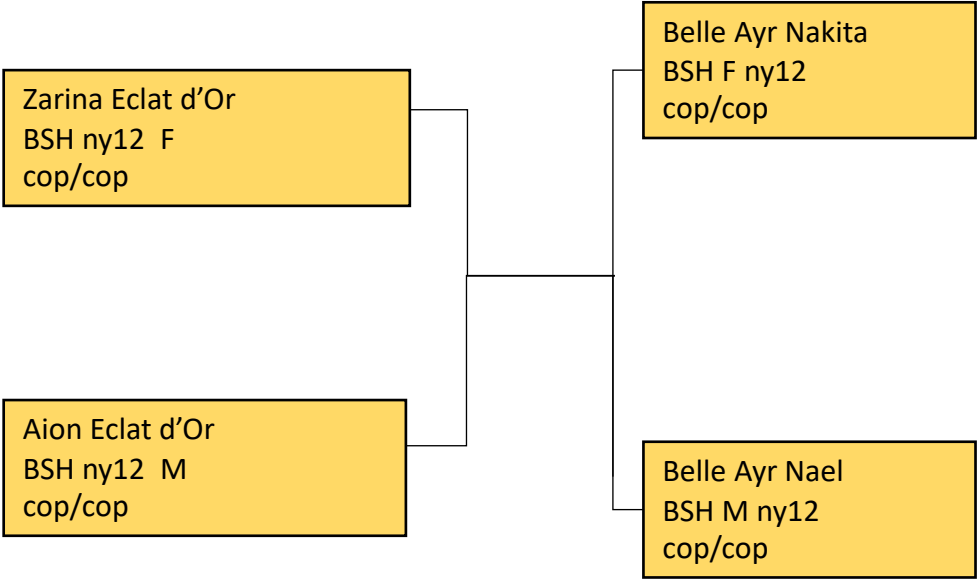 Zarina Eclat d’Or
BSH ny12  F
cop/cop
Aion Eclat d’Or
BSH ny12  M
cop/cop
Belle Ayr Nakita
BSH F ny12
cop/cop
Belle Ayr Nael
BSH M ny12
cop/cop